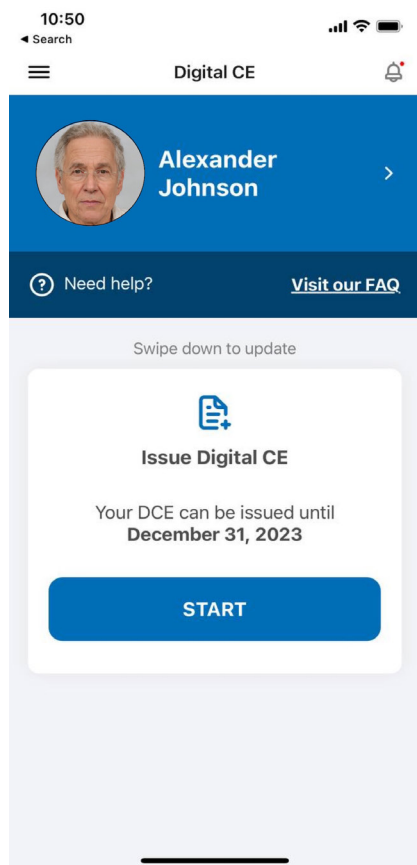 10:50
◄ Search
Digital CE
Alexander
Johnson
Need help?
Visit our FAQ
Swipe down to update
Issue Digital CE
Your DCE can be issued until
December 31, 2023
START